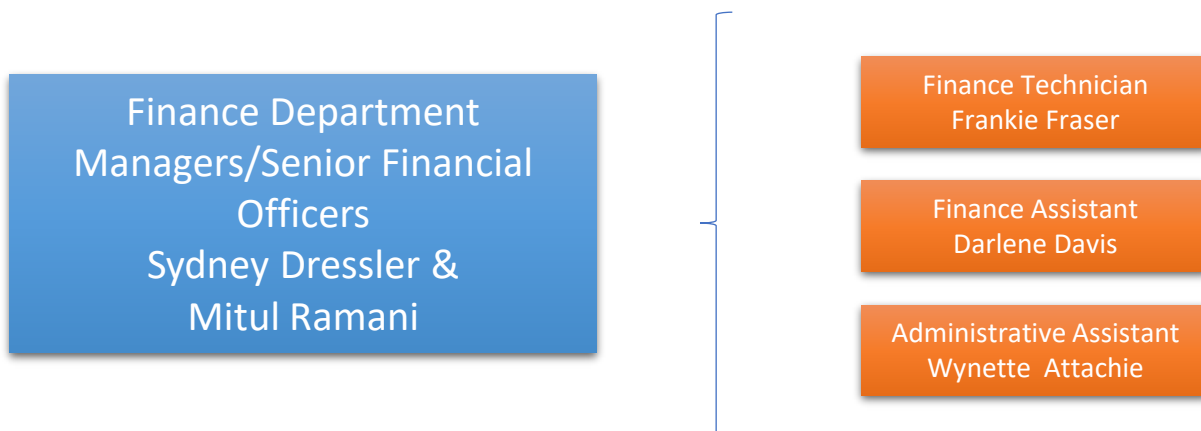 Finance Department
Managers/Senior Financial
Officers
Sydney Dressler &
Mitul Ramani
Finance Technician
Frankie Fraser
Finance Assistant
Darlene Davis
Administrative Assistant
Wynette Attachie